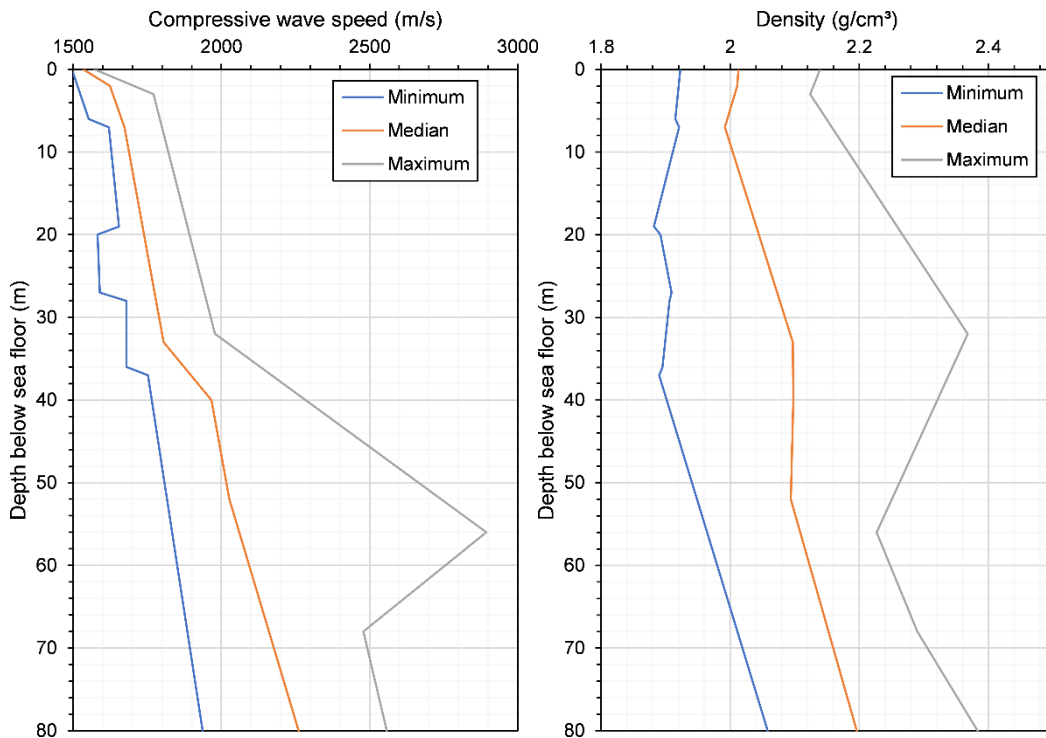 Compressive wave speed (m/s)
1500 2000 2500 3000
0
10
20
30
40
50
60
70
80
Depth below sea floor (m)
Minimum
Median
Maximum
Density (g/cm³)
1.8 2 2.2 2.4
0
10
20
30
40
50
60
70
80
Depth below sea floor (m)
Minimum
Median
Maximum